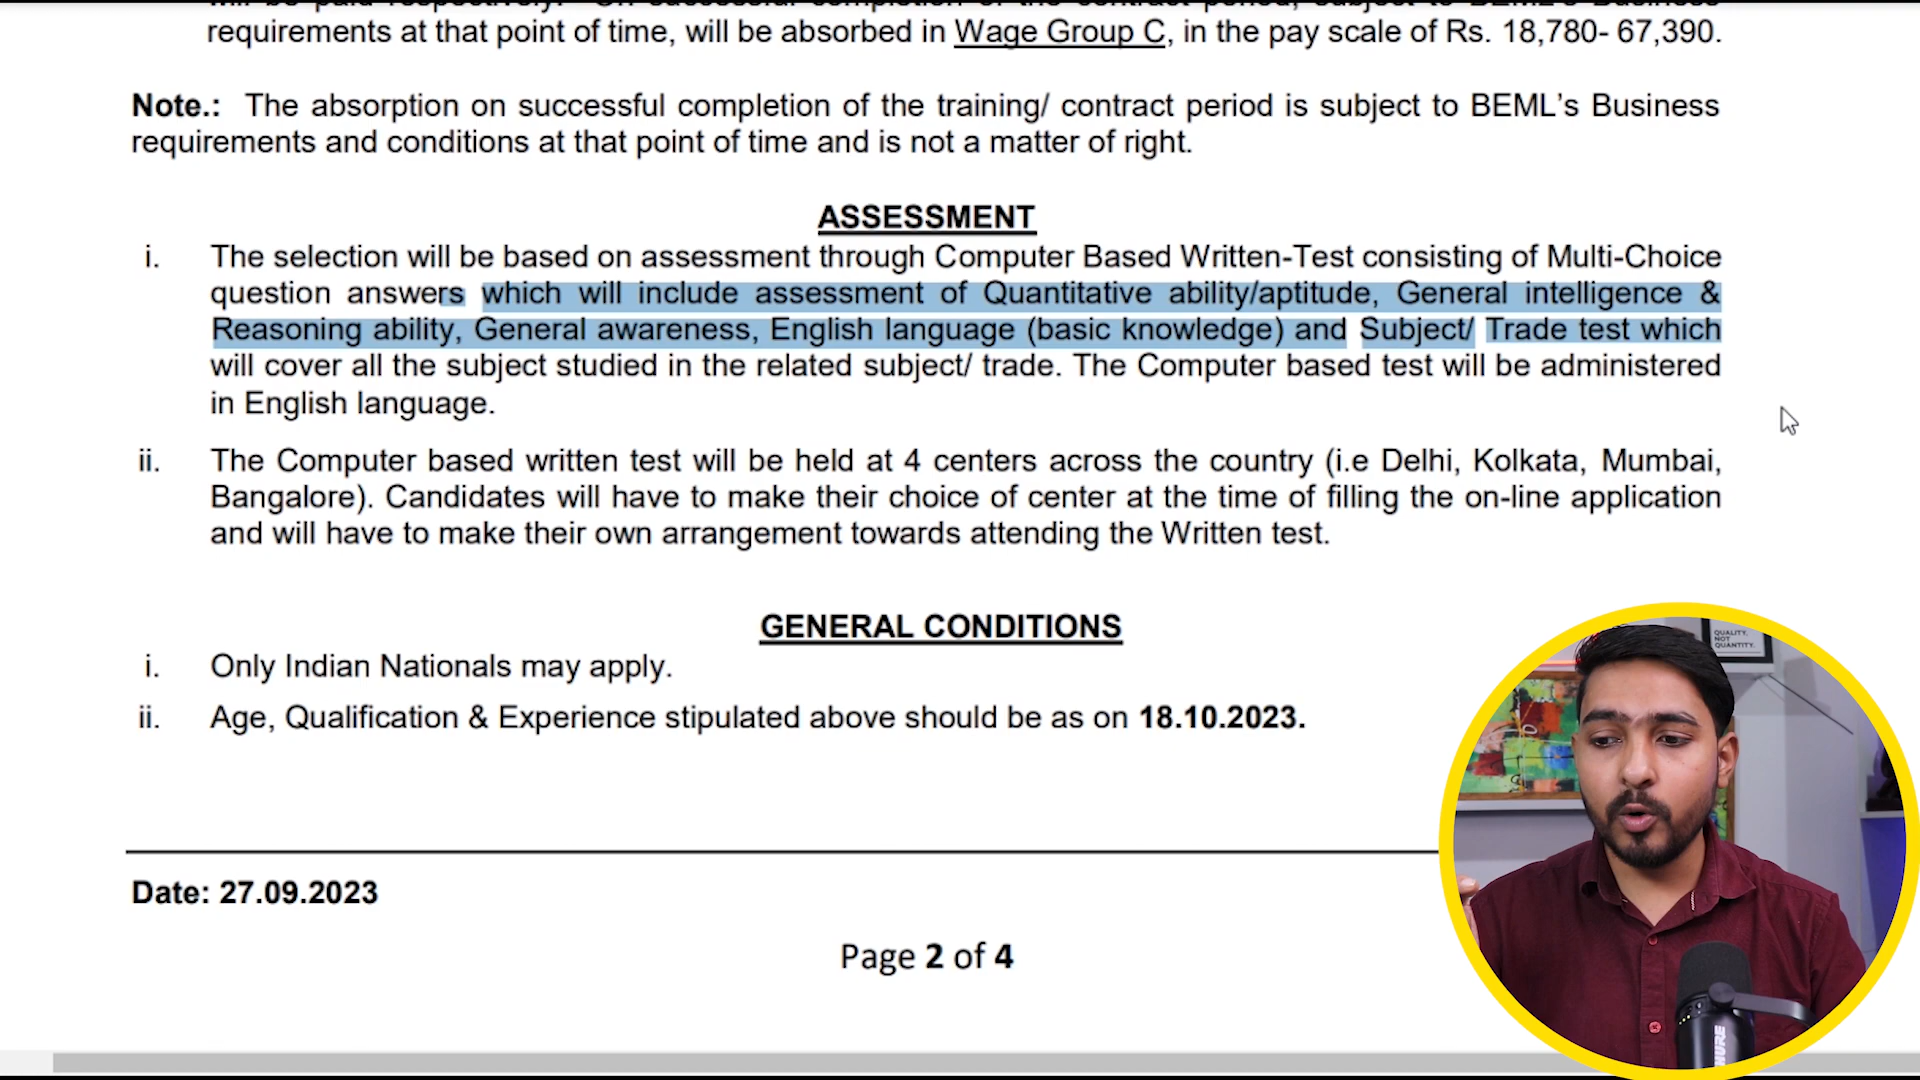 requirements at that point of time, will be absorbed in Wage Group C, in the pay scale of Rs. 18,780- 67,390.
Note.: The absorption on successful completion of the training/ contract period is subject to BEML’s Business
requirements and conditions at that point of time and is not a matter of right.
ASSESSMENT
i. The selection will be based on assessment through Computer Based Written-Test consisting of Multi-Choice
question answers which will include assessment of Quantitative ability/aptitude, General intelligence &
Reasoning ability, General awareness, English language (basic knowledge) and Subject/ Trade test which
will cover all the subject studied in the related subject/ trade. The Computer based test will be administered
in English language.
ii. The Computer based written test will be held at 4 centers across the country (i.e Delhi, Kolkata, Mumbai,
Bangalore). Candidates will have to make their choice of center at the time of filling the on-line application
and will have to make their own arrangement towards attending the Written test.
GENERAL CONDITIONS
i. Only Indian Nationals may apply.
ii. Age, Qualification & Experience stipulated above should be as on 18.10.2023.
Date: 27.09.2023
Page 2 of 4
QUALITY.
NOT
QUANTITY.